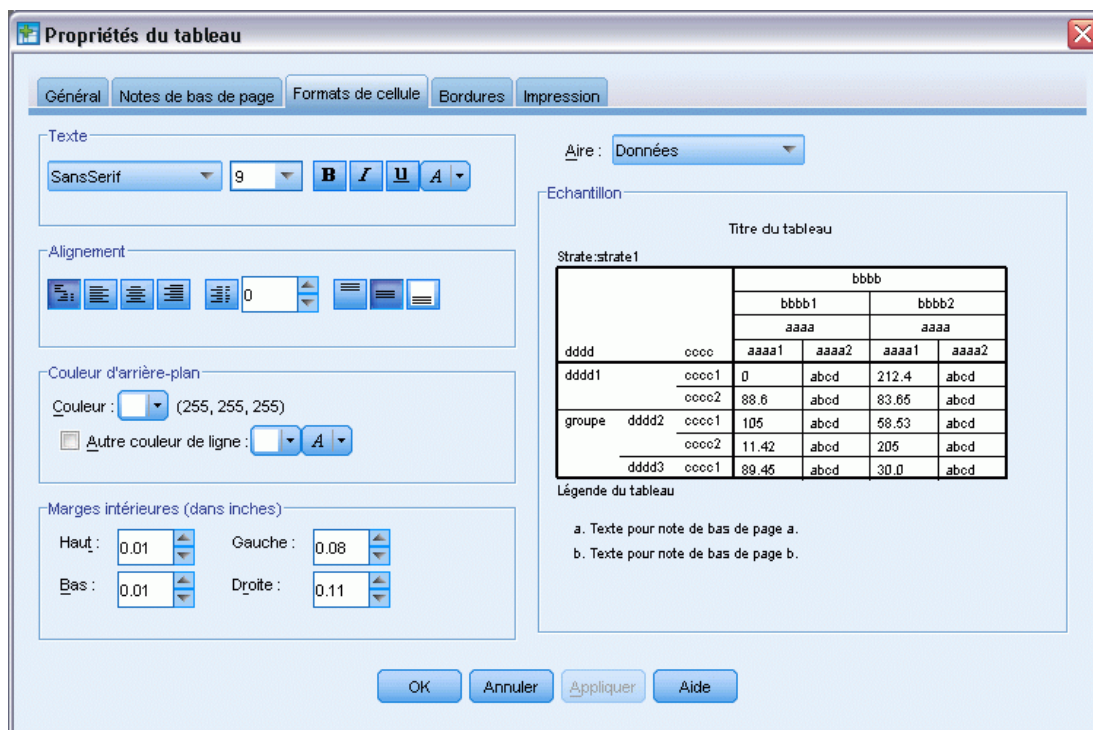 Propriétés du tableau
Général Notes de bas de page Formats de cellule Bordures Impression
Texte
SansSerif 9 B I U A
Alignement
0
Couleur d'arrière-plan
Couleur : (255, 255, 255)
Autre couleur de ligne : A
Marges intérieures (dans inches)
Haut : 0.01 Gauche : 0.08
Bas : 0.01 Droite : 0.11
Aire : Données
Echantillon
Titre du tableau
Strate:strate1
bbbb
bbbb1 bbbb2
aaaa aaaa
dddd cccc aaaa1 aaaa2 aaaa1 aaaa2
dddd1 cccc1 0 abcd 212.4 abcd
cccc2 88.6 abcd 83.65 abcd
groupe dddd2 cccc1 105 abcd 58.53 abcd
cccc2 11.42 abcd 205 abcd
dddd3 cccc1 89.45 abcd 30.0 abcd
Légende du tableau
a. Texte pour note de bas de page a.
b. Texte pour note de bas de page b.
OK Annuler Appliquer Aide